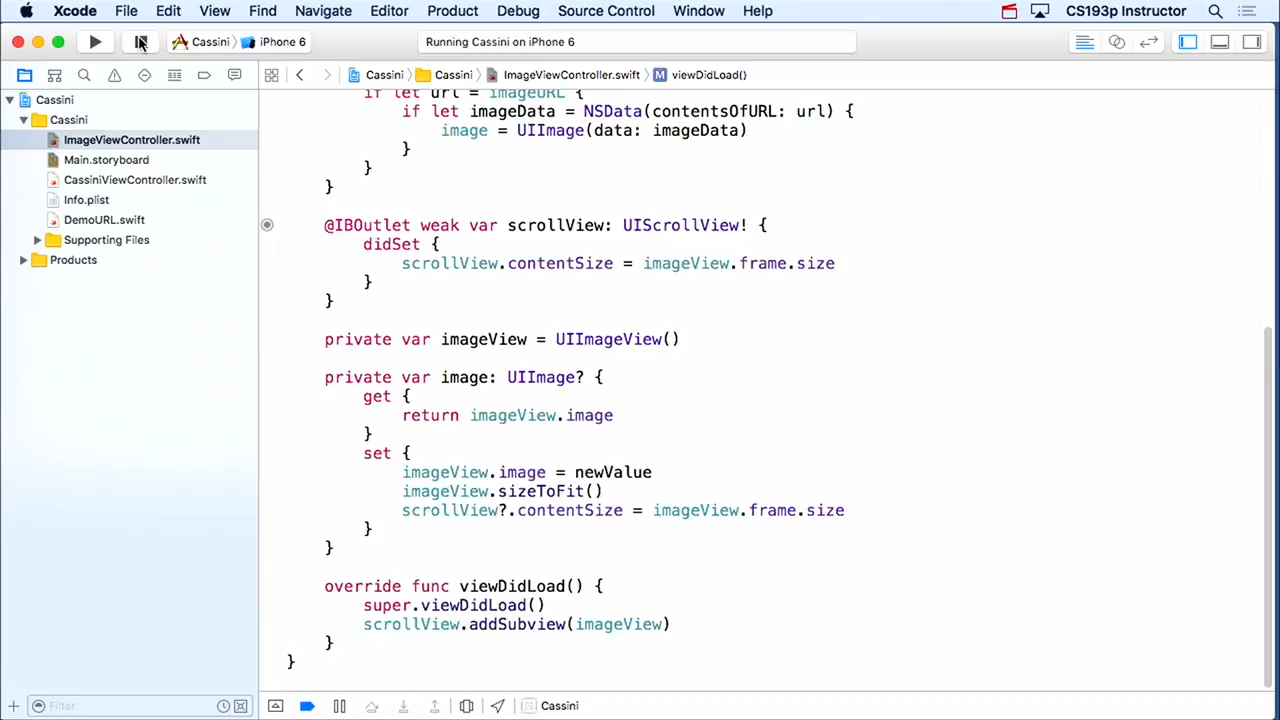 Xcode File Edit View Find Navigate Editor Product Debug Source Control Window Help CS193p Instructor
Cassini iPhone 6 Running Cassini on iPhone 6
Cassini Cassini ImageViewController.swift M viewDidLoad()
Cassini
Cassini
ImageViewController.swift
Main.storyboard
CassiniViewController.swift
Info.plist
DemoURL.swift
Supporting Files
Products
if let url = imageURL {
if let imageData = NSData(contentsOfURL: url) {
image = UIImage(data: imageData)
}
}
}
@IBOutlet weak var scrollView: UIScrollView! {
didSet {
scrollView.contentSize = imageView.frame.size
}
}
private var imageView = UIImageView()
private var image: UIImage? {
get {
return imageView.image
}
set {
imageView.image = newValue
imageView.sizeToFit()
scrollView?.contentSize = imageView.frame.size
}
}
override func viewDidLoad() {
super.viewDidLoad()
scrollView.addSubview(imageView)
}
}
Filter Cassini